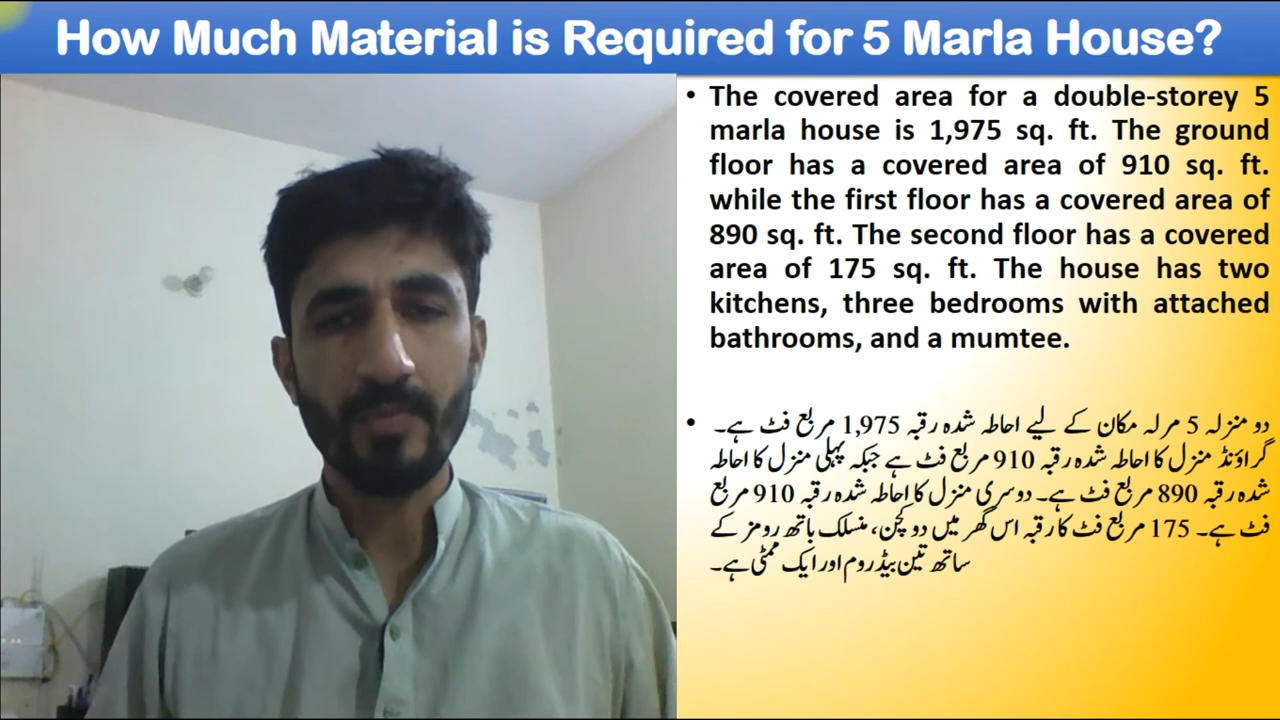 How Much Material is Required for 5 Marla House?
• The covered area for a double-storey 5
marla house is 1,975 sq. ft. The ground
floor has a covered area of 910 sq. ft.
while the first floor has a covered area of
890 sq. ft. The second floor has a covered
area of 175 sq. ft. The house has two
kitchens, three bedrooms with attached
bathrooms, and a mumtee.
• دو منزلہ 5 مرلہ مکان کے لیے احاطہ شدہ رقبہ 1,975 مربع فٹ ہے۔
گراؤنڈ منزل کا احاطہ شدہ رقبہ 910 مربع فٹ ہے جبکہ پہلی منزل کا احاطہ
شدہ رقبہ 890 مربع فٹ ہے۔ دوسری منزل کا احاطہ شدہ رقبہ 910 مربع
فٹ ہے۔ 175 مربع فٹ کا رقبہ اس گھر میں دو کچن، منسلک باتھ رومز کے
ساتھ تین بیڈروم اور ایک ممٹی ہے۔